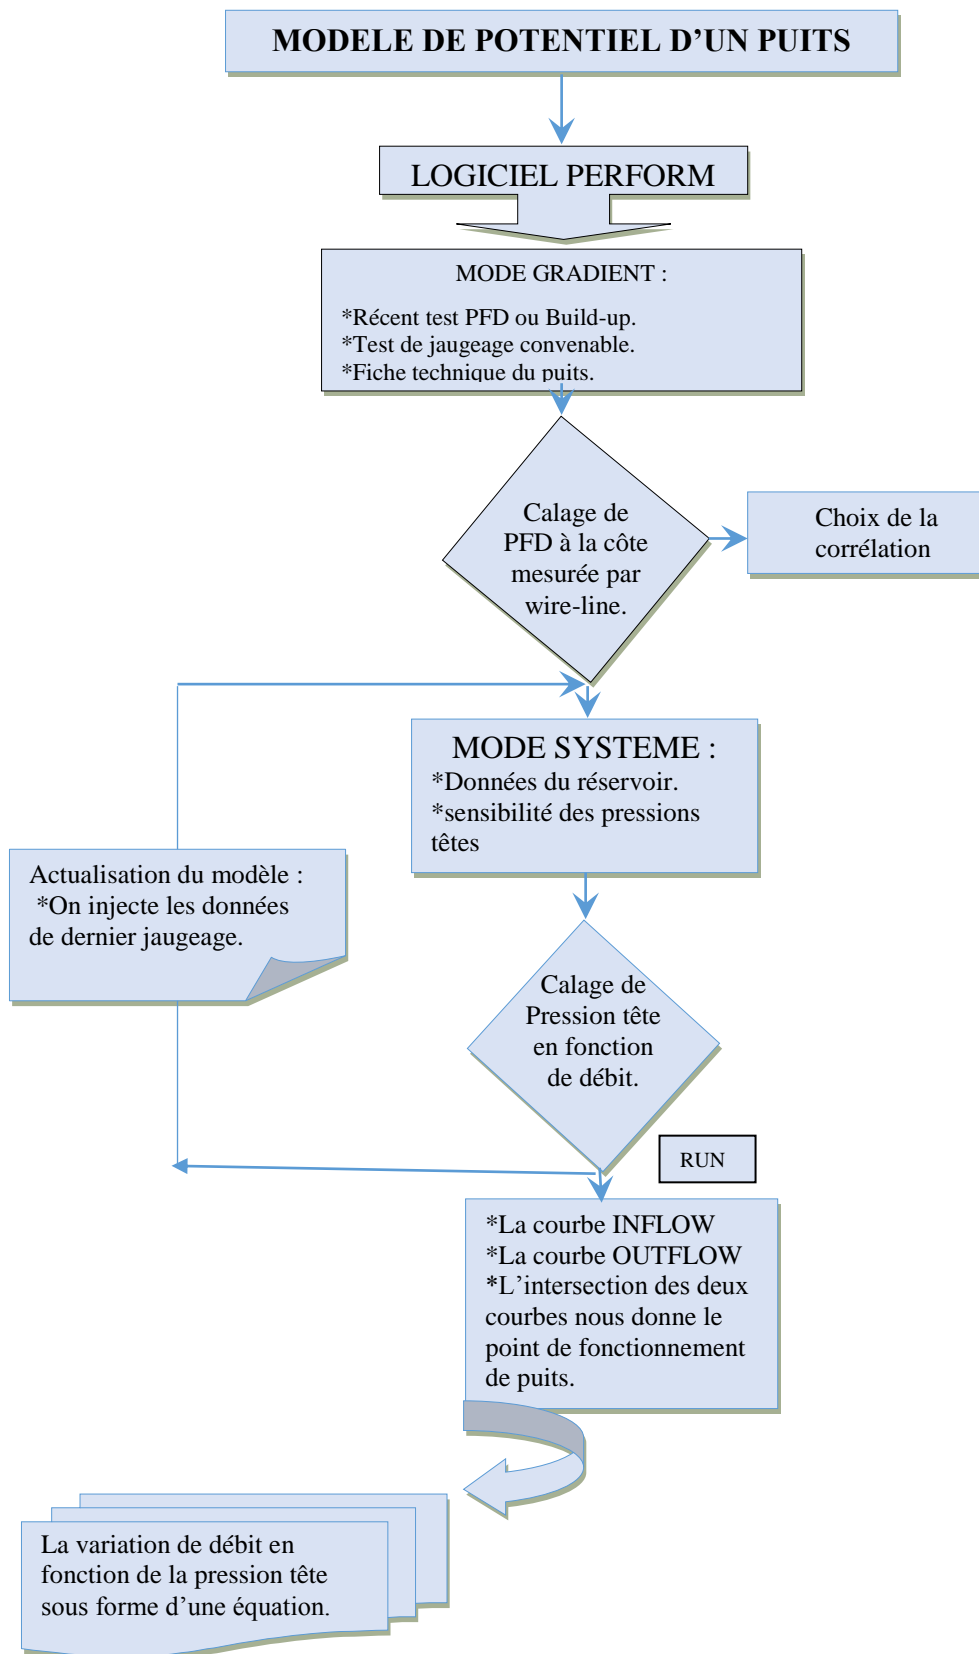 MODELE DE POTENTIEL D’UN PUITS
LOGICIEL PERFORM
MODE GRADIENT :
*Récent test PFD ou Build-up.
*Test de jaugeage convenable.
*Fiche technique du puits.
Calage de
PFD à la côte
mesurée par
wire-line.
Choix de la
corrélation
MODE SYSTEME :
*Données du réservoir.
*sensibilité des pressions
têtes
Actualisation du modèle :
*On injecte les données
de dernier jaugeage.
Calage de
Pression tête
en fonction
de débit.
RUN
*La courbe INFLOW
*La courbe OUTFLOW
*L’intersection des deux
courbes nous donne le
point de fonctionnement
de puits.
La variation de débit en
fonction de la pression tête
sous forme d’une équation.